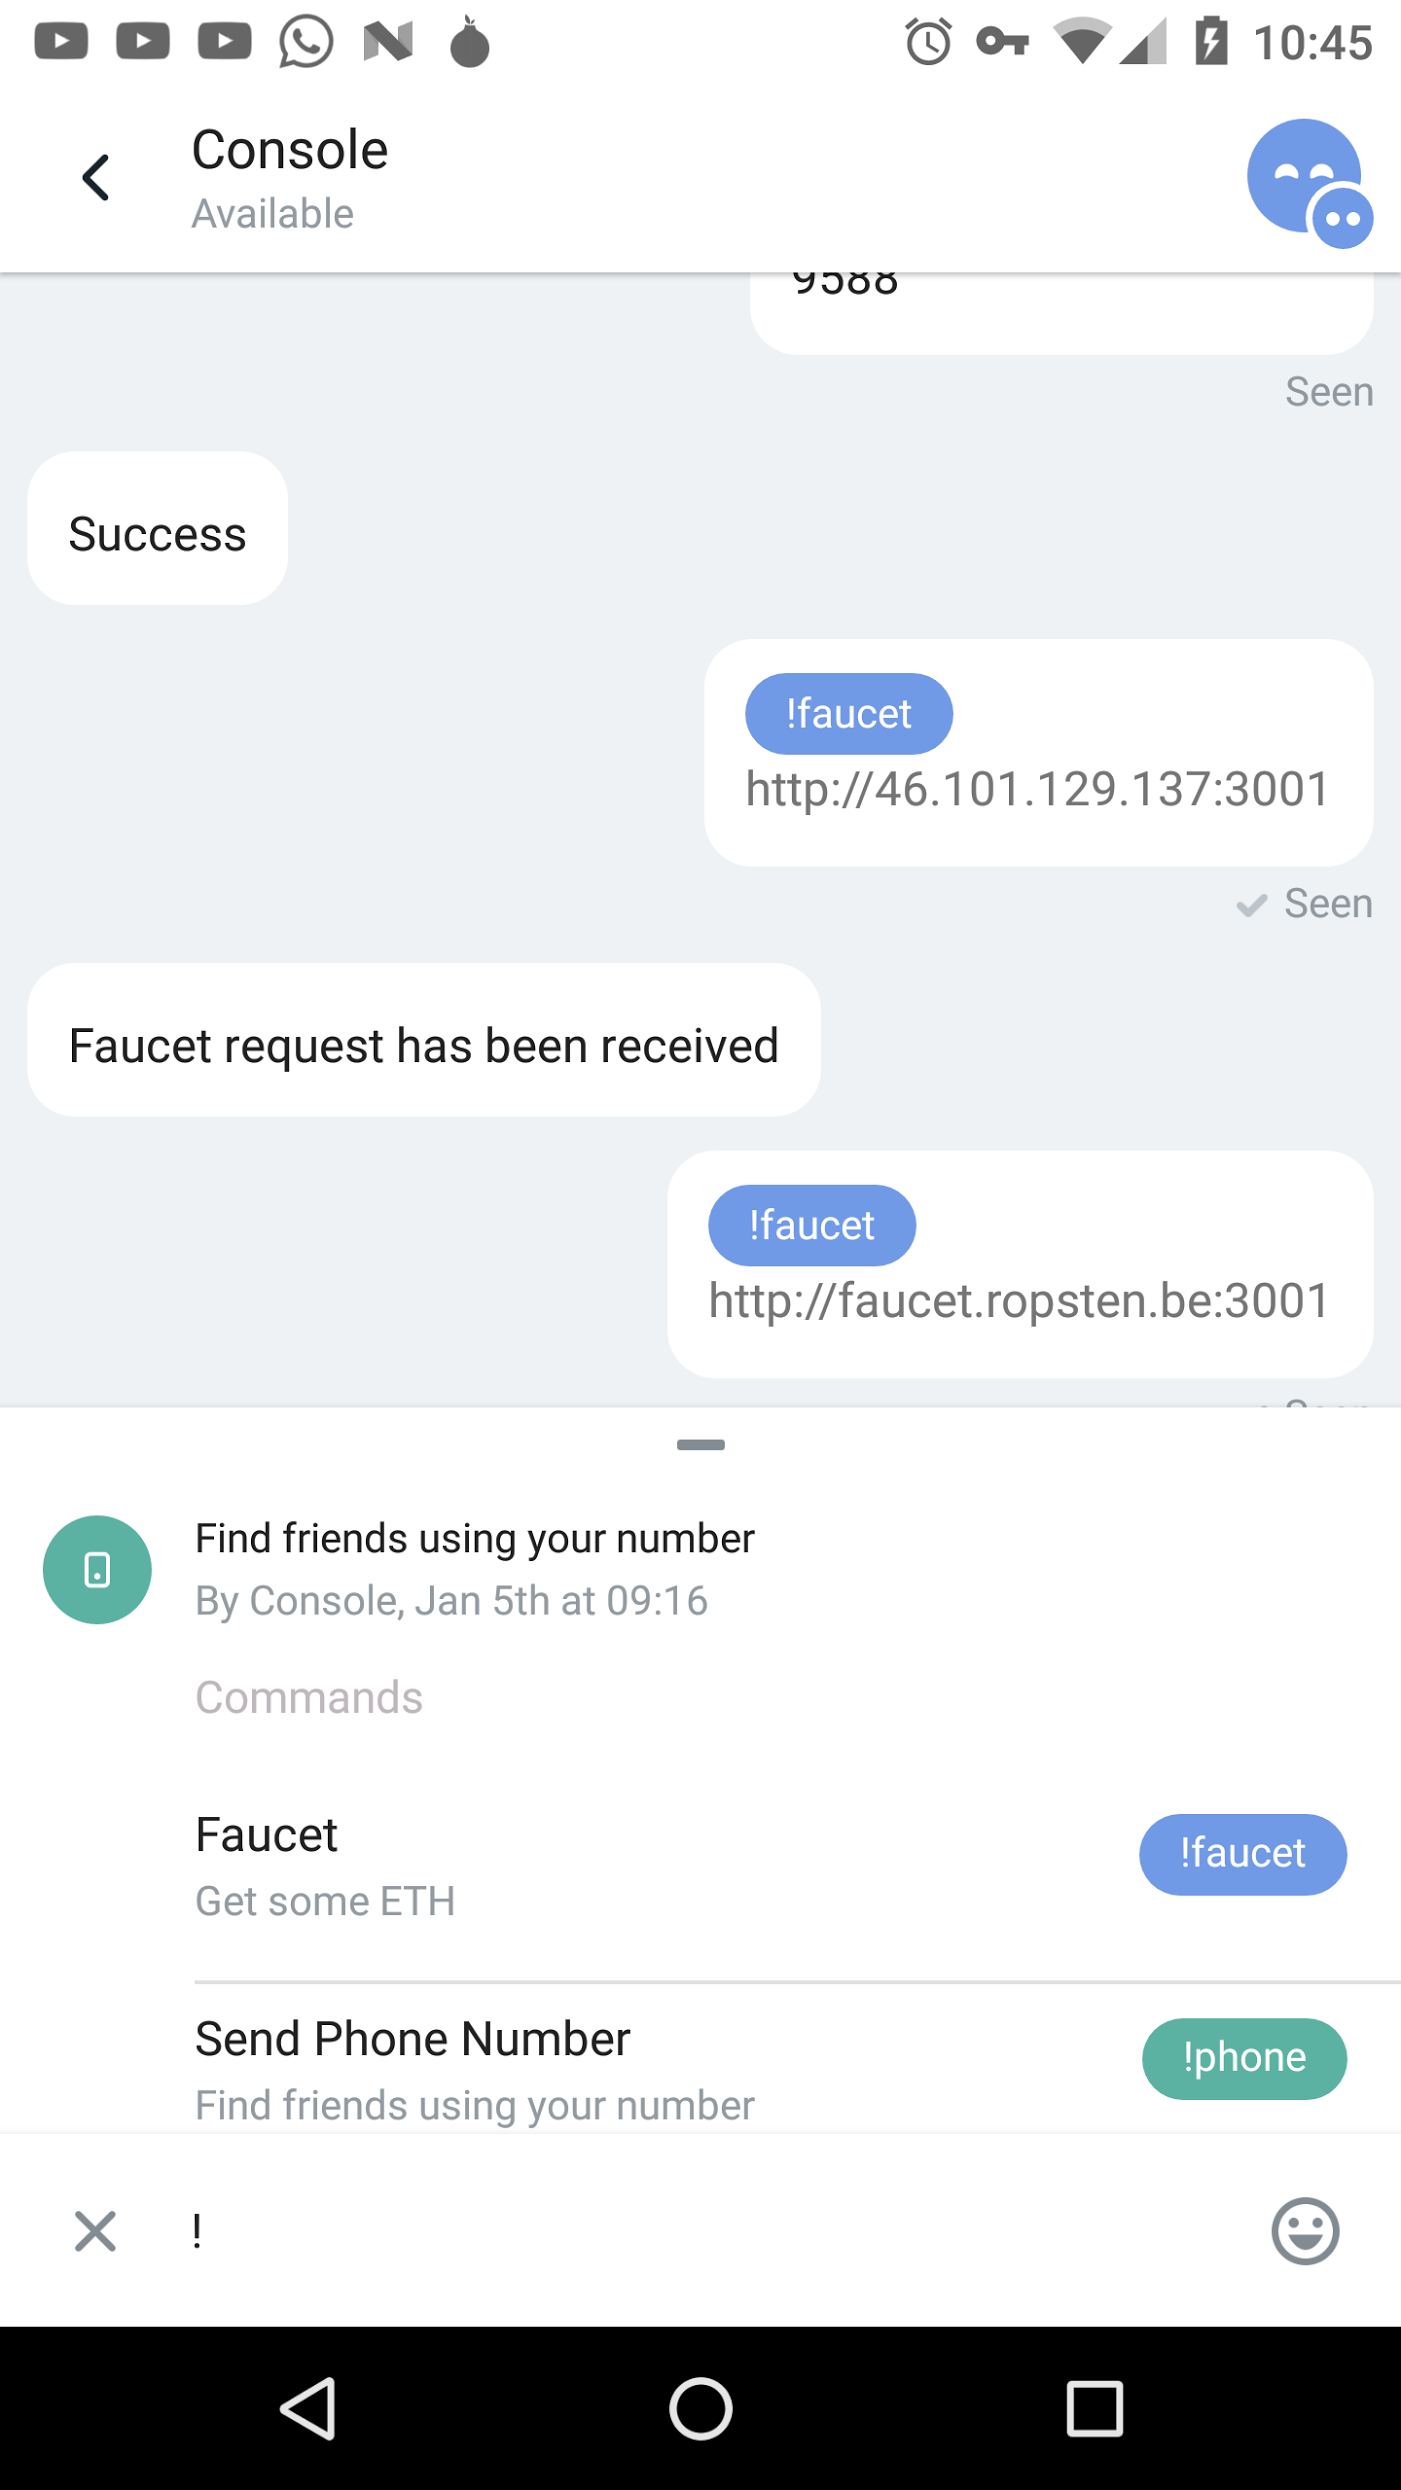 10:45
Console
Available
9588
Seen
Success
!faucet
http://46.101.129.137:3001
Seen
Faucet request has been received
!faucet
http://faucet.ropsten.be:3001
Find friends using your number
By Console, Jan 5th at 09:16
Commands
Faucet
!faucet
Get some ETH
Send Phone Number
!phone
Find friends using your number
!